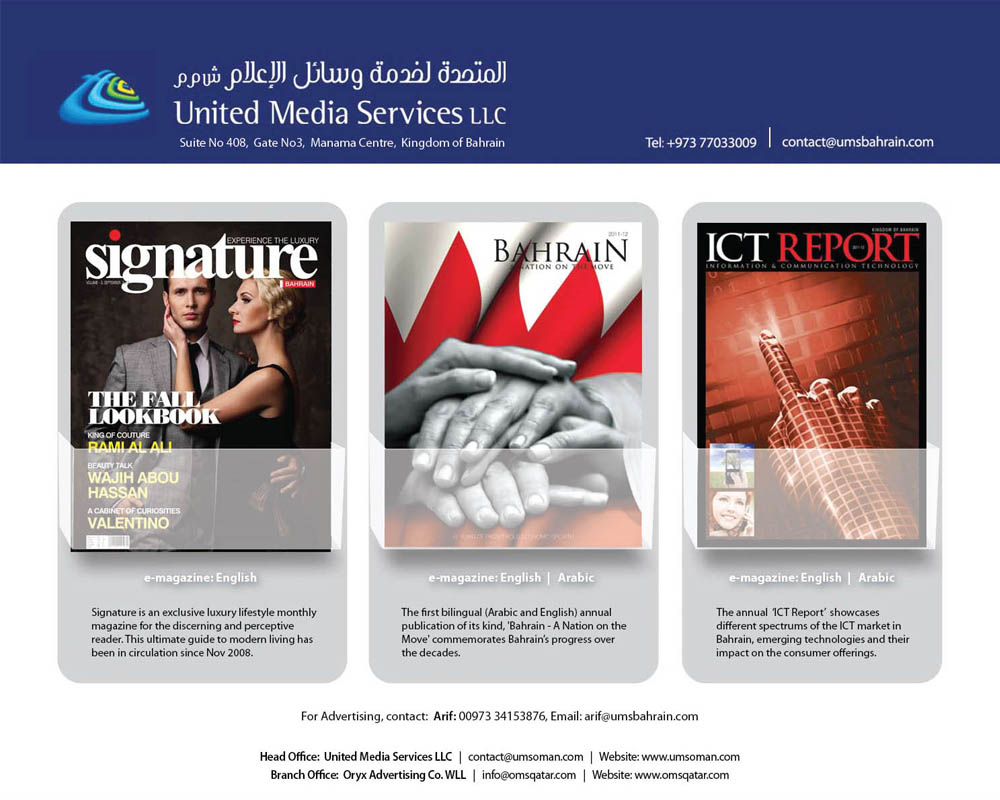 المتحدة لخدمة وسائل الإعلام ش م م
United Media Services LLC
Suite No 408, Gate No3, Manama Centre, Kingdom of Bahrain
Tel: +973 77033009 | contact@umsbahrain.com
EXPERIENCE THE LUXURY
signature
BAHRAIN
THE FALL
LOOKBOOK
KING OF COUTURE
RAMI AL ALI
BEAUTY TALK
WAJIH ABOU
HASSAN
A CABINET OF CURIOSITIES
VALENTINO
e-magazine: English
Signature is an exclusive luxury lifestyle monthly
magazine for the discerning and perceptive
reader. This ultimate guide to modern living has
been in circulation since Nov 2008.
2011-12
BAHRAIN
A NATION ON THE MOVE
e-magazine: English | Arabic
The first bilingual (Arabic and English) annual
publication of its kind, 'Bahrain - A Nation on the
Move' commemorates Bahrain's progress over
the decades.
KINGDOM OF BAHRAIN
ICT REPORT
2011-12
INFORMATION & COMMUNICATION TECHNOLOGY
e-magazine: English | Arabic
The annual 'ICT Report' showcases
different spectrums of the ICT market in
Bahrain, emerging technologies and their
impact on the consumer offerings.
For Advertising, contact: Arif: 00973 34153876, Email: arif@umsbahrain.com
Head Office: United Media Services LLC | contact@umsoman.com | Website: www.umsoman.com
Branch Office: Oryx Advertising Co. WLL | info@omsqatar.com | Website: www.omsqatar.com